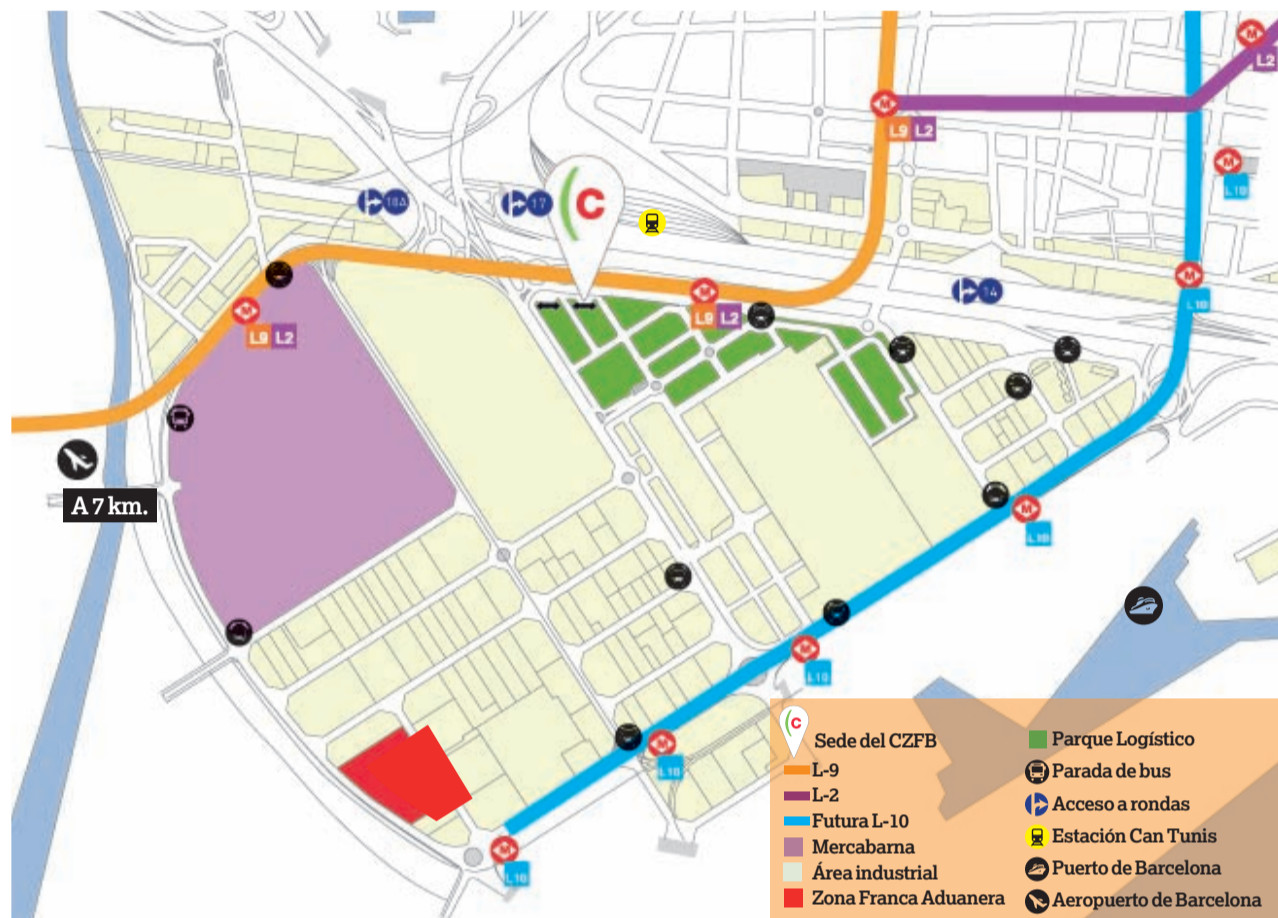 M
L2
M
L9 L2
M
L10
18A
17
C
M
L10
14
M
L9 L2
M
L9 L2
A 7 km.
M
L10
M
L10
M
L10
M
L10
C
Sede del CZFB
L-9
L-2
Futura L-10
Mercabarna
Área industrial
Zona Franca Aduanera
Parque Logístico
Parada de bus
Acceso a rondas
Estación Can Tunis
Puerto de Barcelona
Aeropuerto de Barcelona